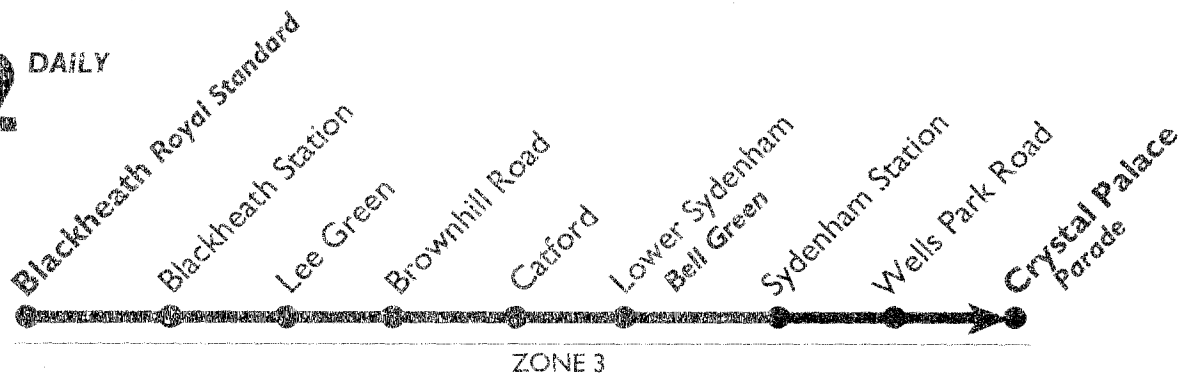 2 DAILY
Blackheath Royal Standard
Blackheath Station
Lee Green
Brownhill Road
Catford
Lower Sydenham
Bell Green
Sydenham Station
Wells Park Road
Crystal Palace
Parade
ZONE 3